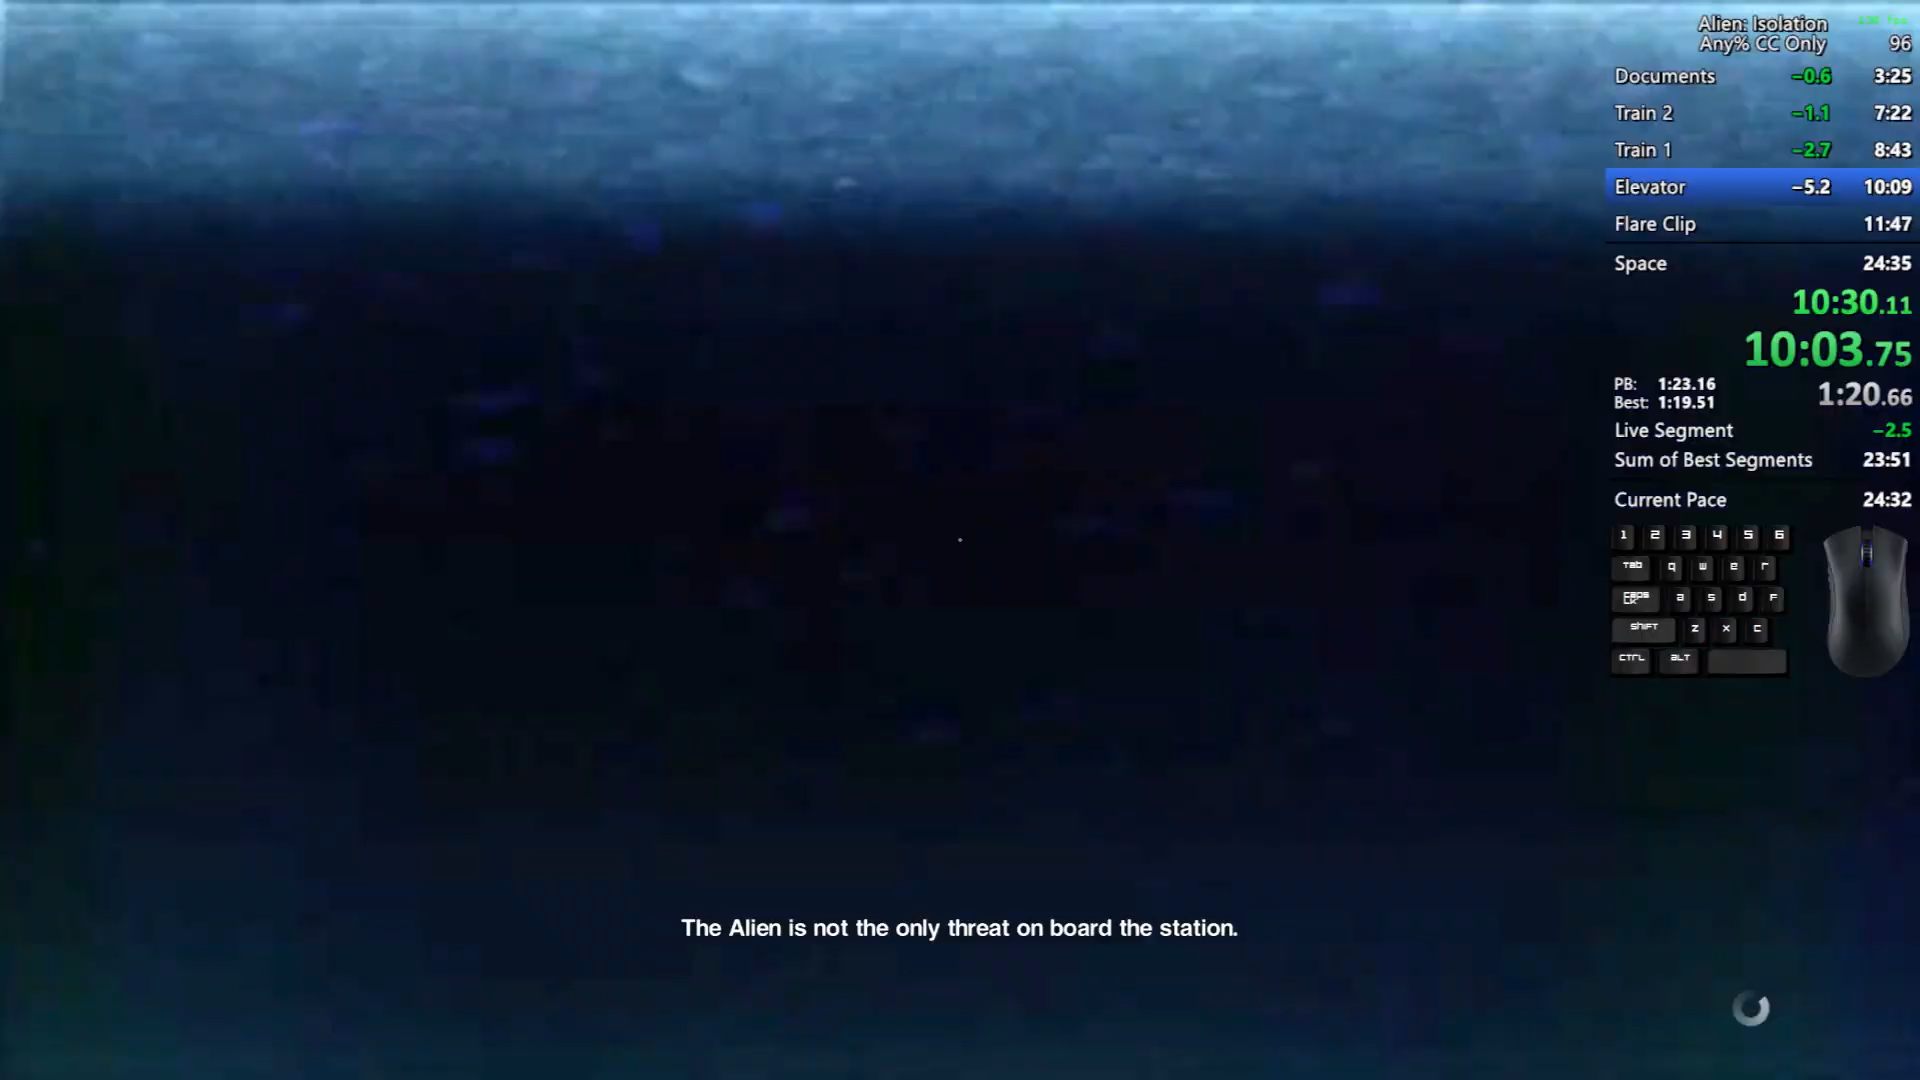 Alien: Isolation
Any% CC Only 96
Documents −0.6 3:25
Train 2 −1.1 7:22
Train 1 −2.7 8:43
Elevator −5.2 10:09
Flare Clip 11:47
Space 24:35
10:30.11
10:03.75
PB: 1:23.16
Best: 1:19.51
1:20.66
Live Segment −2.5
Sum of Best Segments 23:51
Current Pace 24:32
1 2 3 4 5 6
Tab q w e r
Caps Lk a s d f
Shift z x c
CTRL ALT
The Alien is not the only threat on board the station.